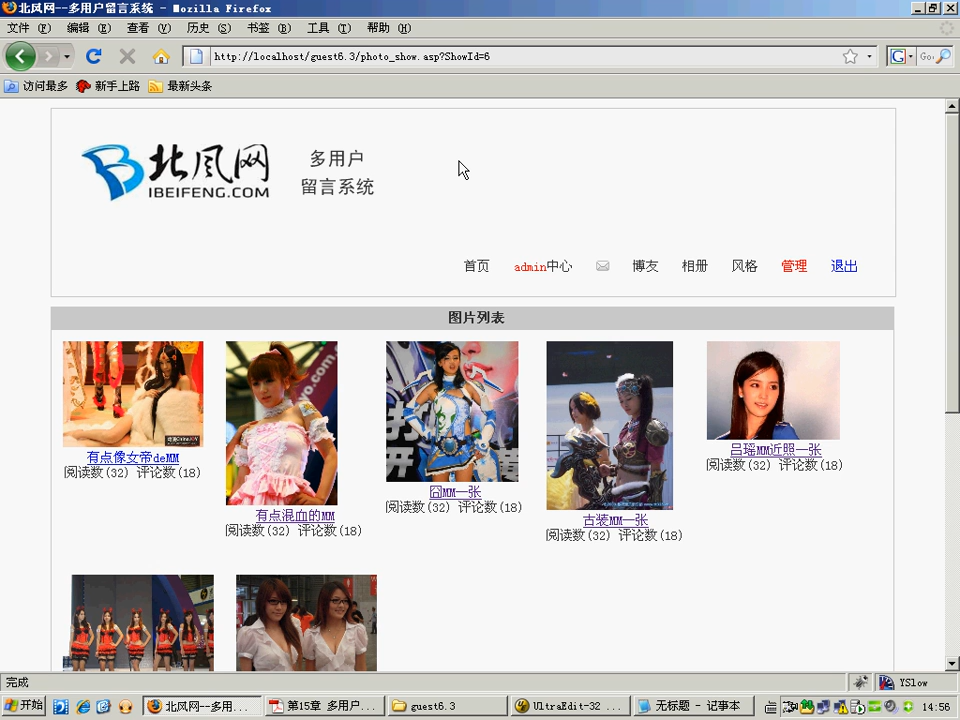 北风网--多用户留言系统 - Mozilla Firefox
文件(F) 编辑(E) 查看(V) 历史(S) 书签(B) 工具(T) 帮助(H)
http://localhost/guest6.3/photo_show.asp?ShowId=6
访问最多 新手上路 最新头条
北风网
IBEIFENG.COM
多用户
留言系统
首页 admin中心 博友 相册 风格 管理 退出
图片列表
有点像女帝deMM
阅读数(32) 评论数(18)
有点混血的MM
阅读数(32) 评论数(18)
囧MM一张
阅读数(32) 评论数(18)
古装MM一张
阅读数(32) 评论数(18)
吕瑶MM近照一张
阅读数(32) 评论数(18)
完成 YSlow
开始 北风网--多用... 第15章 多用户... guest6.3 UltraEdit-32 ... 无标题 - 记事本 14:56